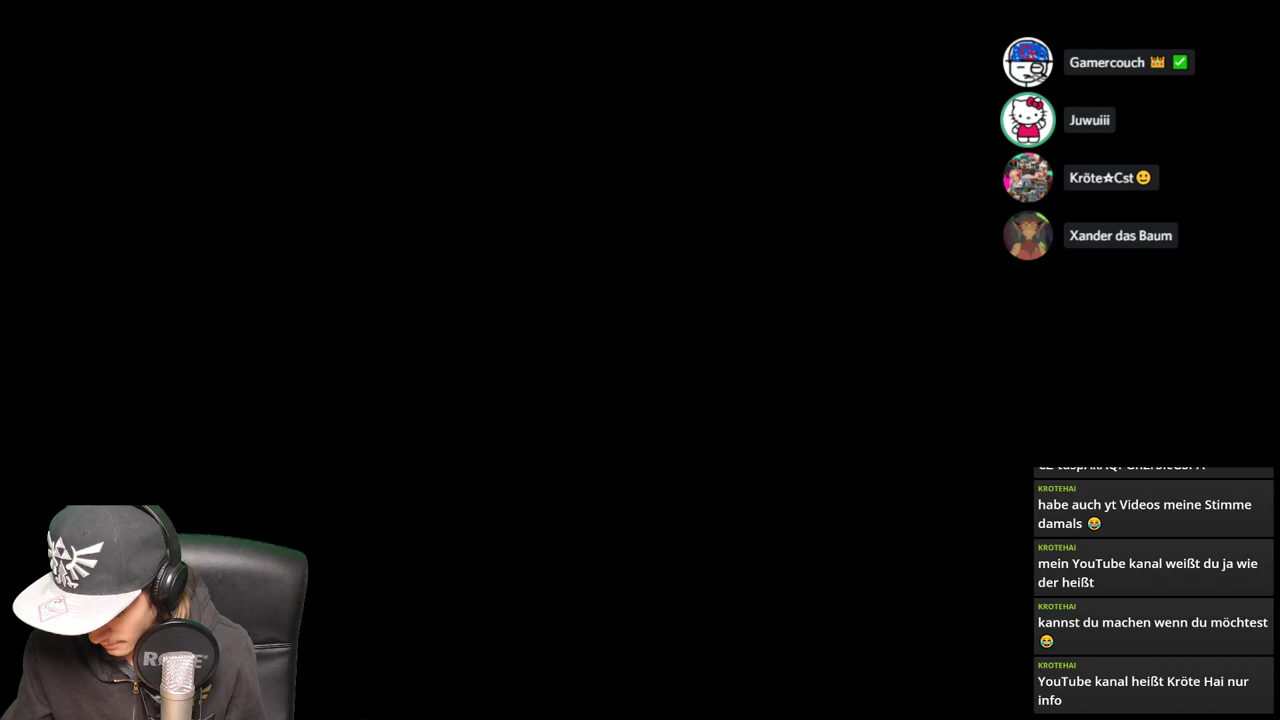 Gamercouch 👑 ✅
Juwuiii
Kröte☆Cst😃
Xander das Baum
KROTEHAI
habe auch yt Videos meine Stimme
damals 😂
KROTEHAI
mein YouTube kanal weißt du ja wie
der heißt
KROTEHAI
kannst du machen wenn du möchtest
😂
KROTEHAI
YouTube kanal heißt Kröte Hai nur
info